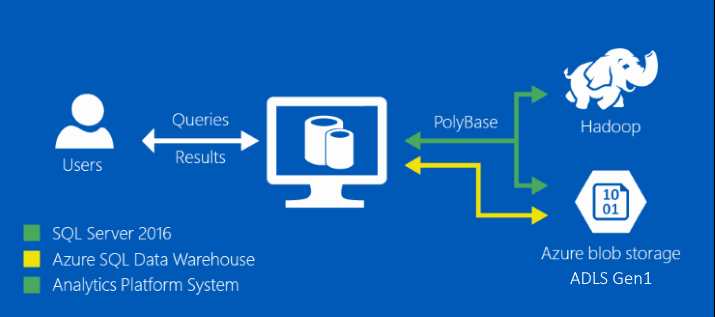 Queries
PolyBase
Hadoop
Users
Results
10
01
SQL Server 2016
Azure SQL Data Warehouse
Analytics Platform System
Azure blob storage
ADLS Gen1